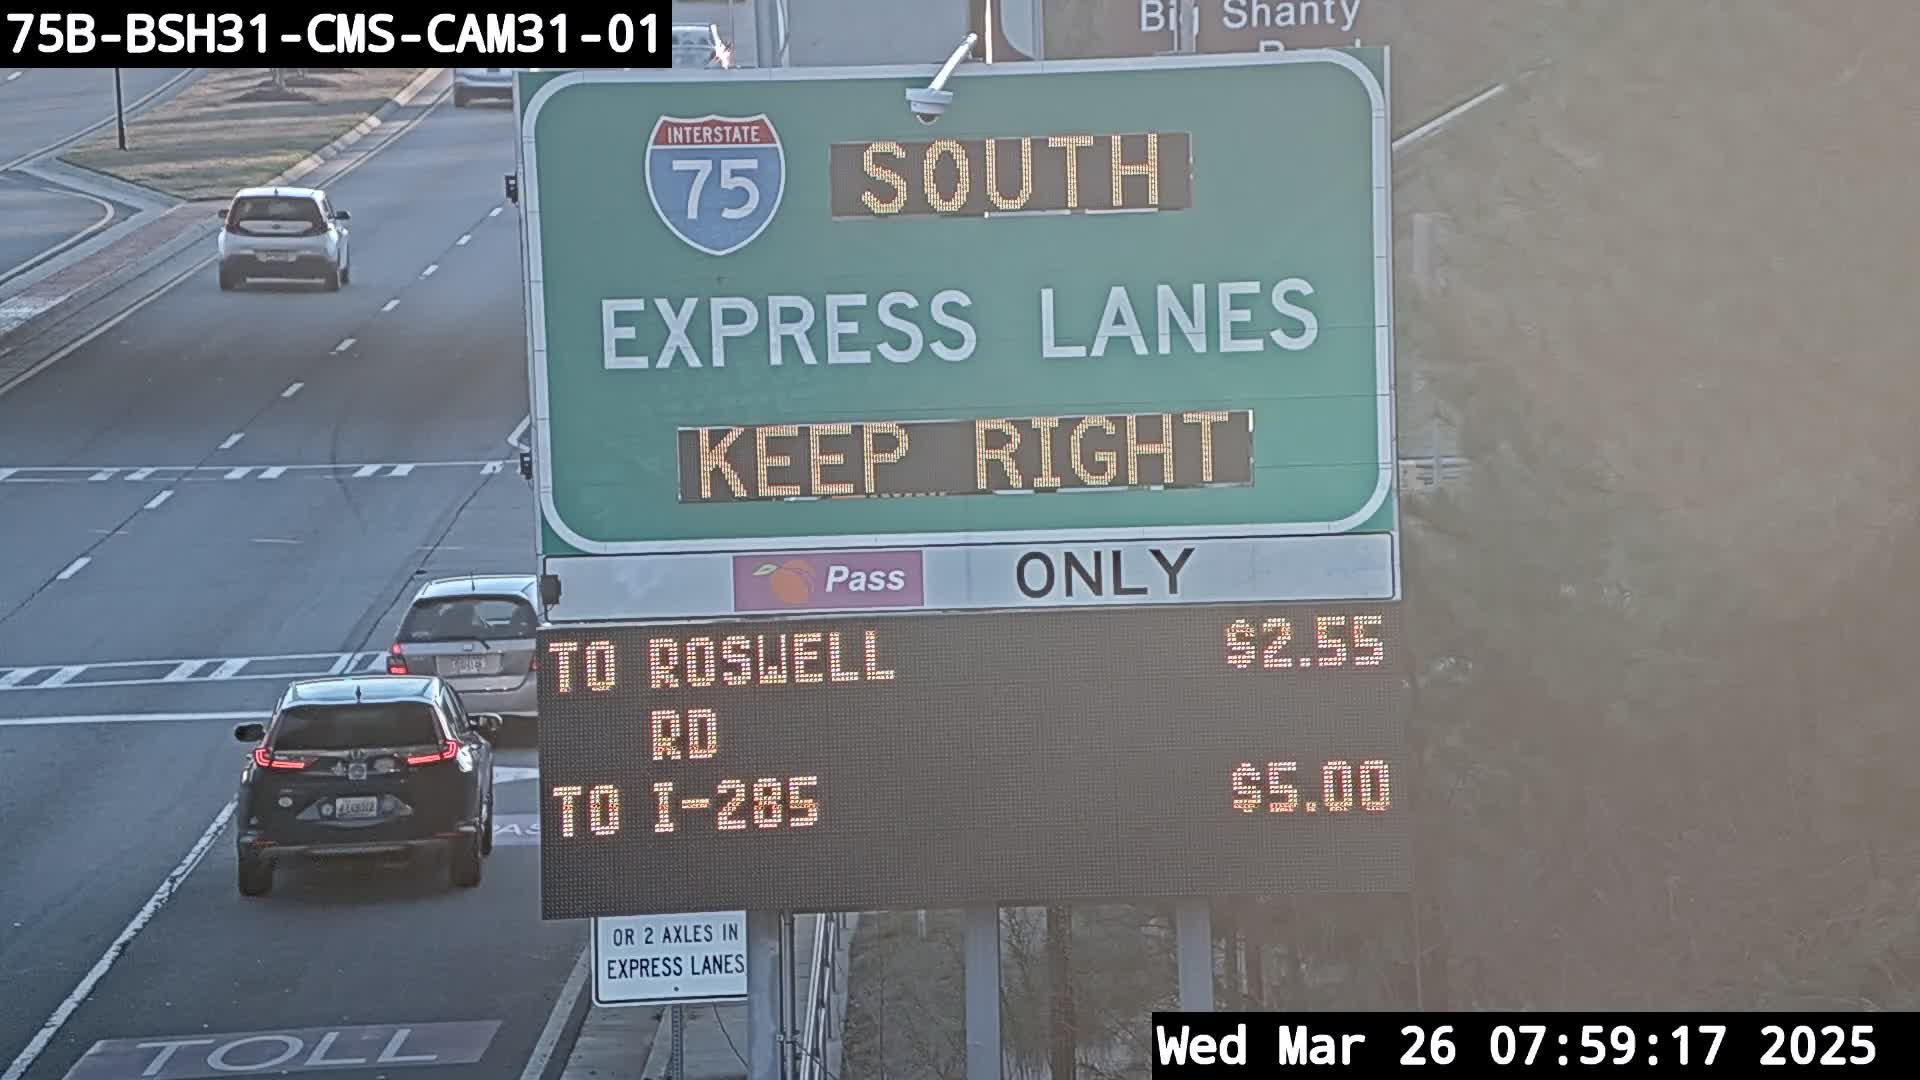 75B-BSH31-CMS-CAM31-01
Big Shanty
INTERSTATE
75
SOUTH
EXPRESS LANES
KEEP RIGHT
Pass
ONLY
TO ROSWELL $2.55
RD
TO I-285 $5.00
OR 2 AXLES IN
EXPRESS LANES
TOLL
Wed Mar 26 07:59:17 2025